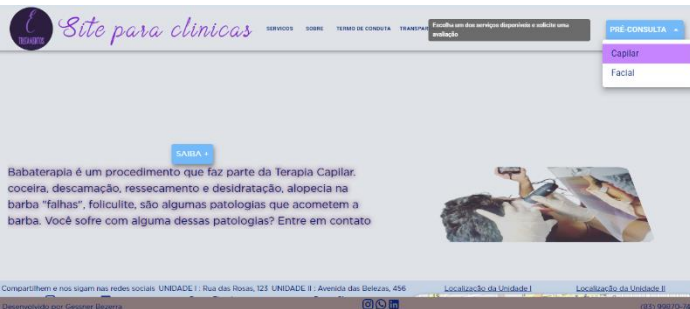 E
TRATAMENTOS
Site para clínicas
SERVICOS SOBRE TERMO DE CONDUTA TRANSPAR
Escolha um dos serviços disponíveis e solicite uma
avaliação
PRÉ-CONSULTA
Capilar
Facial
SAIBA +
Babaterapia é um procedimento que faz parte da Terapia Capilar.
coceira, descamação, ressecamento e desidratação, alopecia na
barba "falhas", foliculite, são algumas patologias que acometem a
barba. Você sofre com alguma dessas patologias? Entre em contato
Compartilhem e nos sigam nas redes sociais UNIDADE I : Rua das Rosas, 123 UNIDADE II : Avenida das Belezas, 456 Localização da Unidade I Localização da Unidade II
Desenvolvido por Gessner Bezerra